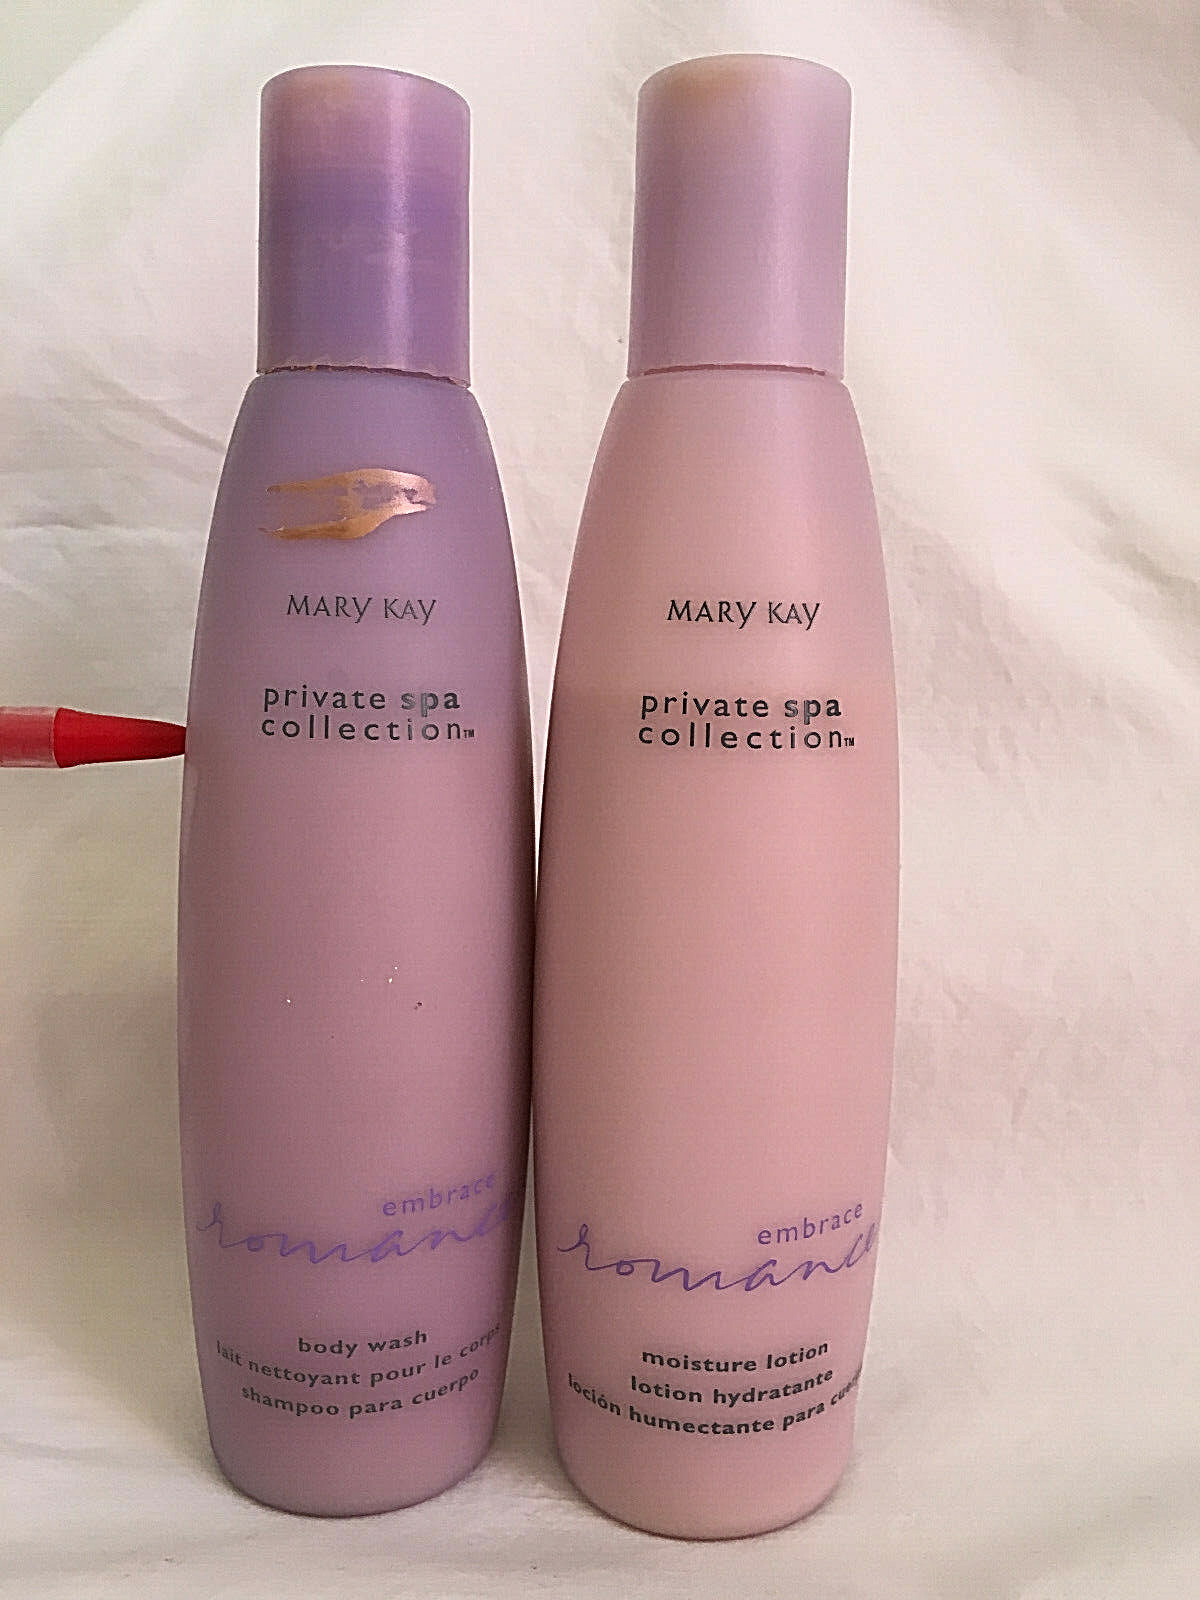 MARY KAY
private spa
collection™
embrace
romance
body wash
lait nettoyant pour le corps
shampoo para cuerpo
MARY KAY
private spa
collection™
embrace
romance
moisture lotion
lotion hydratante
loción humectante para cuerpo